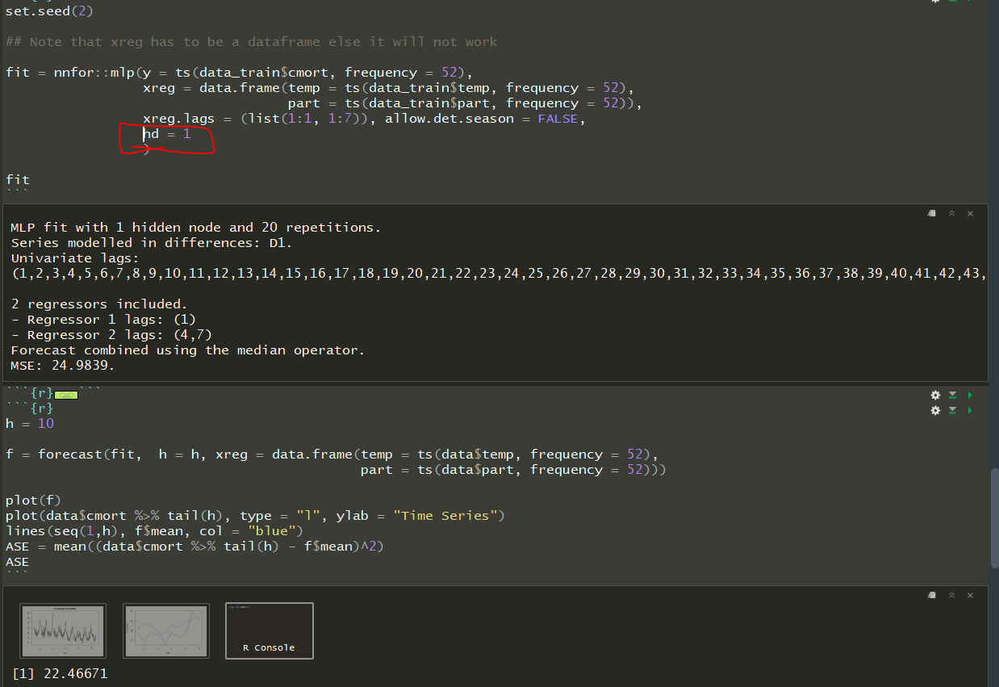 set.seed(2)
## Note that xreg has to be a dataframe else it will not work
fit = nnfor::mlp(y = ts(data_train$cmort, frequency = 52),
xreg = data.frame(temp = ts(data_train$temp, frequency = 52),
part = ts(data_train$part, frequency = 52)),
xreg.lags = (list(1:1, 1:7)), allow.det.season = FALSE,
hd = 1
)
fit
```
MLP fit with 1 hidden node and 20 repetitions.
Series modelled in differences: D1.
Univariate lags:
(1,2,3,4,5,6,7,8,9,10,11,12,13,14,15,16,17,18,19,20,21,22,23,24,25,26,27,28,29,30,31,32,33,34,35,36,37,38,39,40,41,42,43,
2 regressors included.
- Regressor 1 lags: (1)
- Regressor 2 lags: (4,7)
Forecast combined using the median operator.
MSE: 24.9839.
```{r} ```
```{r}
h = 10
f = forecast(fit,  h = h, xreg = data.frame(temp = ts(data$temp, frequency = 52),
part = ts(data$part, frequency = 52)))
plot(f)
plot(data$cmort %>% tail(h), type = "l", ylab = "Time Series")
lines(seq(1,h), f$mean, col = "blue")
ASE = mean((data$cmort %>% tail(h) - f$mean)^2)
ASE
```
R Console
[1] 22.46671